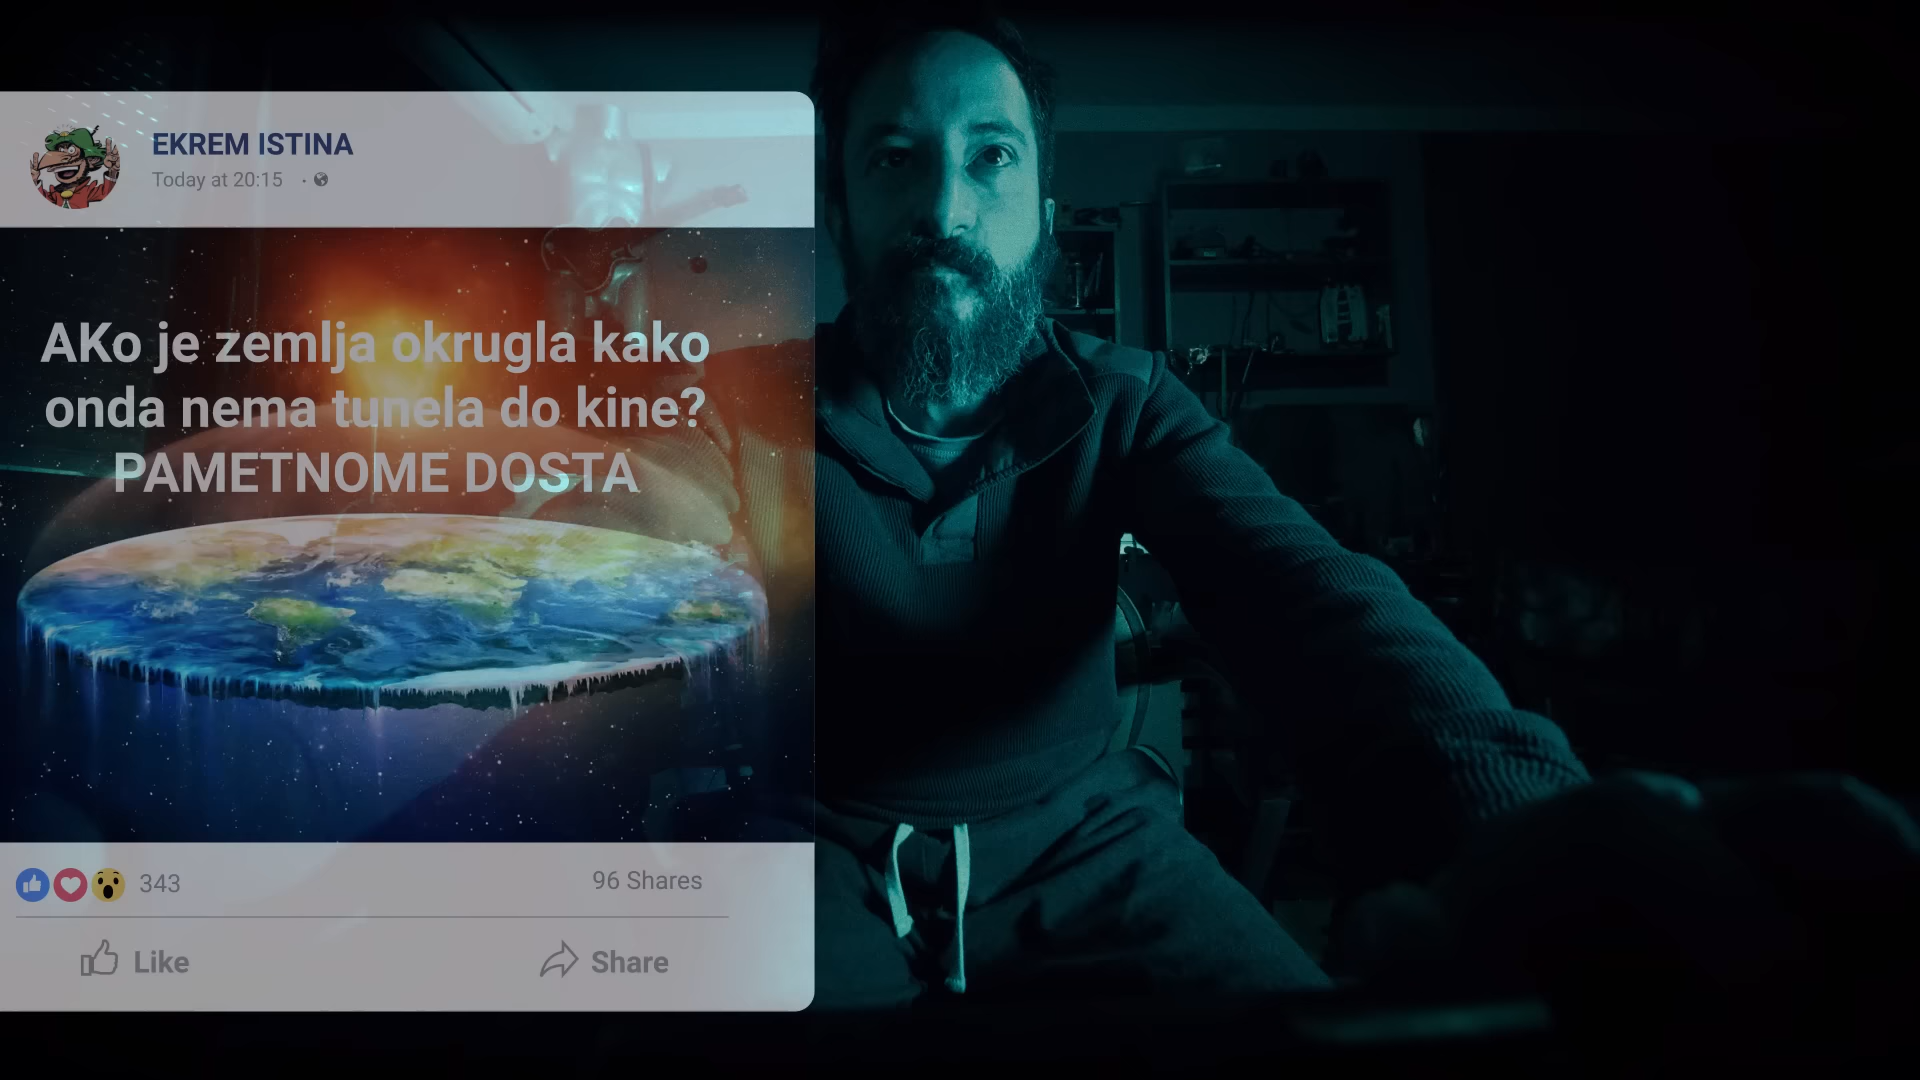 EKREM ISTINA
Today at 20:15
AKo je zemlja okrugla kako
onda nema tunela do kine?
PAMETNOME DOSTA
343
96 Shares
Like
Share